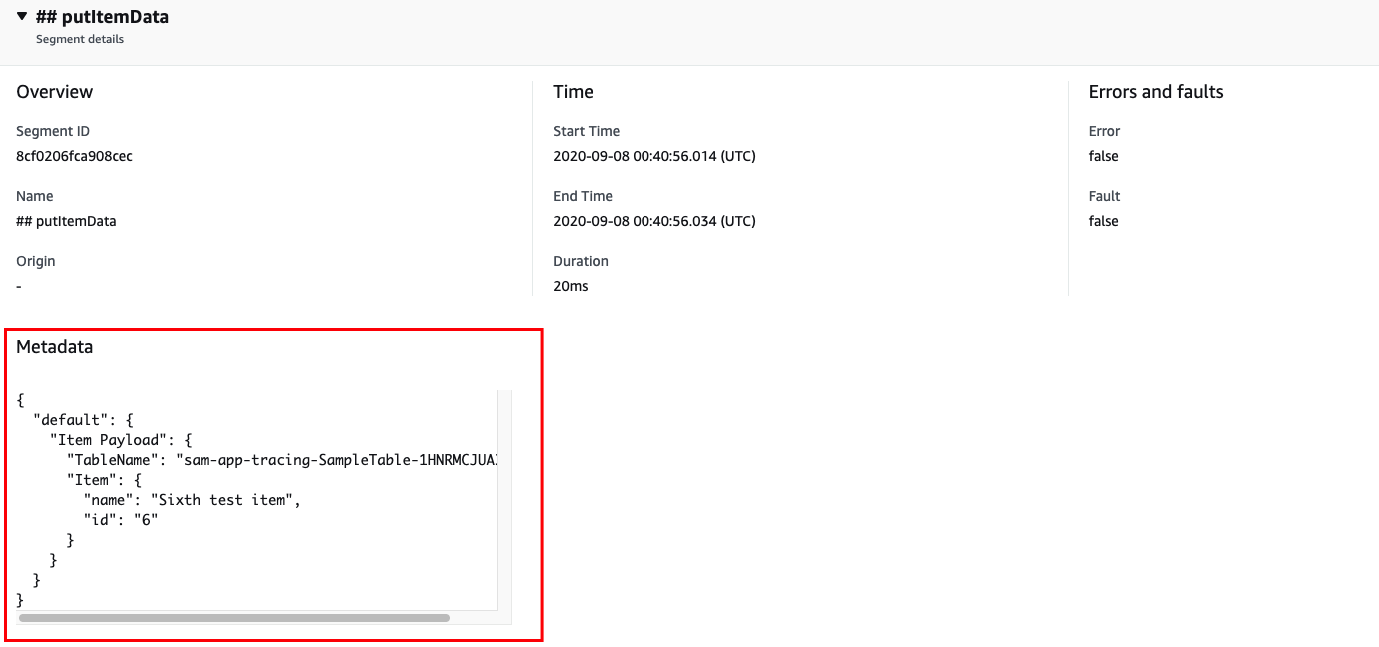 ▼ ## putItemData
Segment details
Overview
Segment ID
8cf0206fca908cec
Name
## putItemData
Origin
-
Time
Start Time
2020-09-08 00:40:56.014 (UTC)
End Time
2020-09-08 00:40:56.034 (UTC)
Duration
20ms
Errors and faults
Error
false
Fault
false
Metadata
{
  "default": {
    "Item Payload": {
      "TableName": "sam-app-tracing-SampleTable-1HNRMCJUA
      "Item": {
        "name": "Sixth test item",
        "id": "6"
      }
    }
  }
}